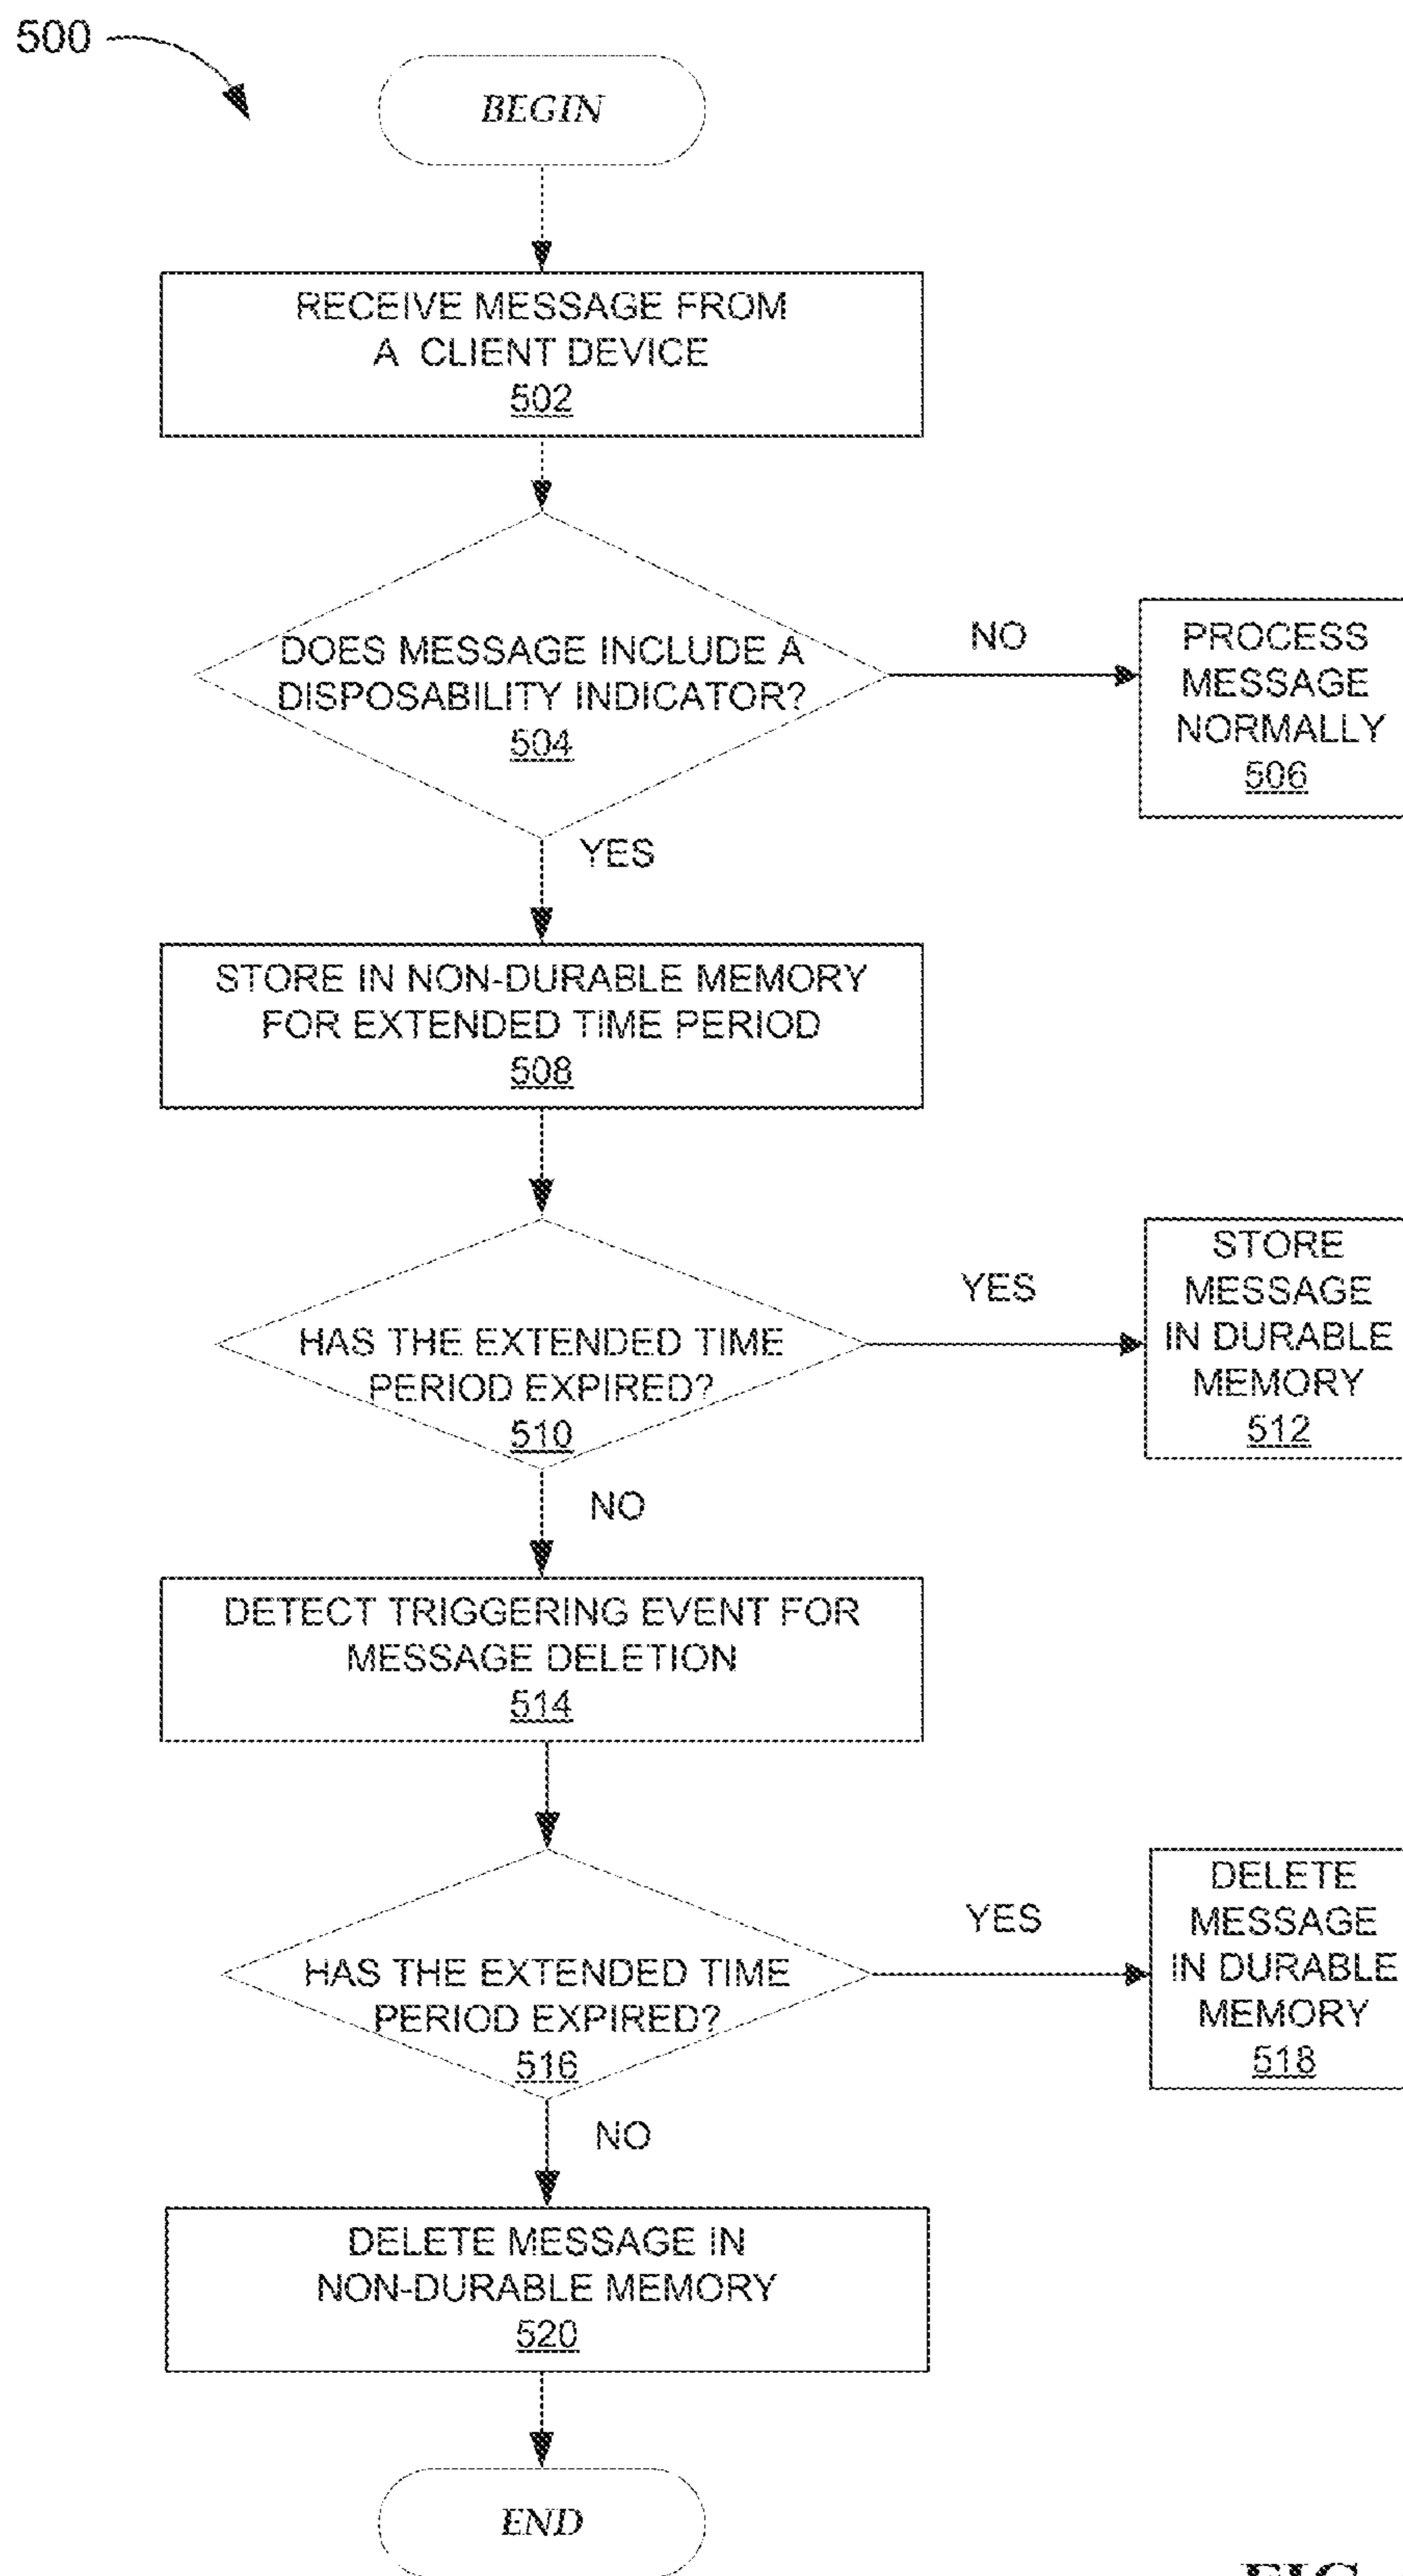 500
BEGIN
RECEIVE MESSAGE FROM
A CLIENT DEVICE
502
DOES MESSAGE INCLUDE A
DISPOSABILITY INDICATOR?
504
NO
PROCESS
MESSAGE
NORMALLY
506
YES
STORE IN NON-DURABLE MEMORY
FOR EXTENDED TIME PERIOD
508
HAS THE EXTENDED TIME
PERIOD EXPIRED?
510
YES
STORE
MESSAGE
IN DURABLE
MEMORY
512
NO
DETECT TRIGGERING EVENT FOR
MESSAGE DELETION
514
HAS THE EXTENDED TIME
PERIOD EXPIRED?
516
YES
DELETE
MESSAGE
IN DURABLE
MEMORY
518
NO
DELETE MESSAGE IN
NON-DURABLE MEMORY
520
END